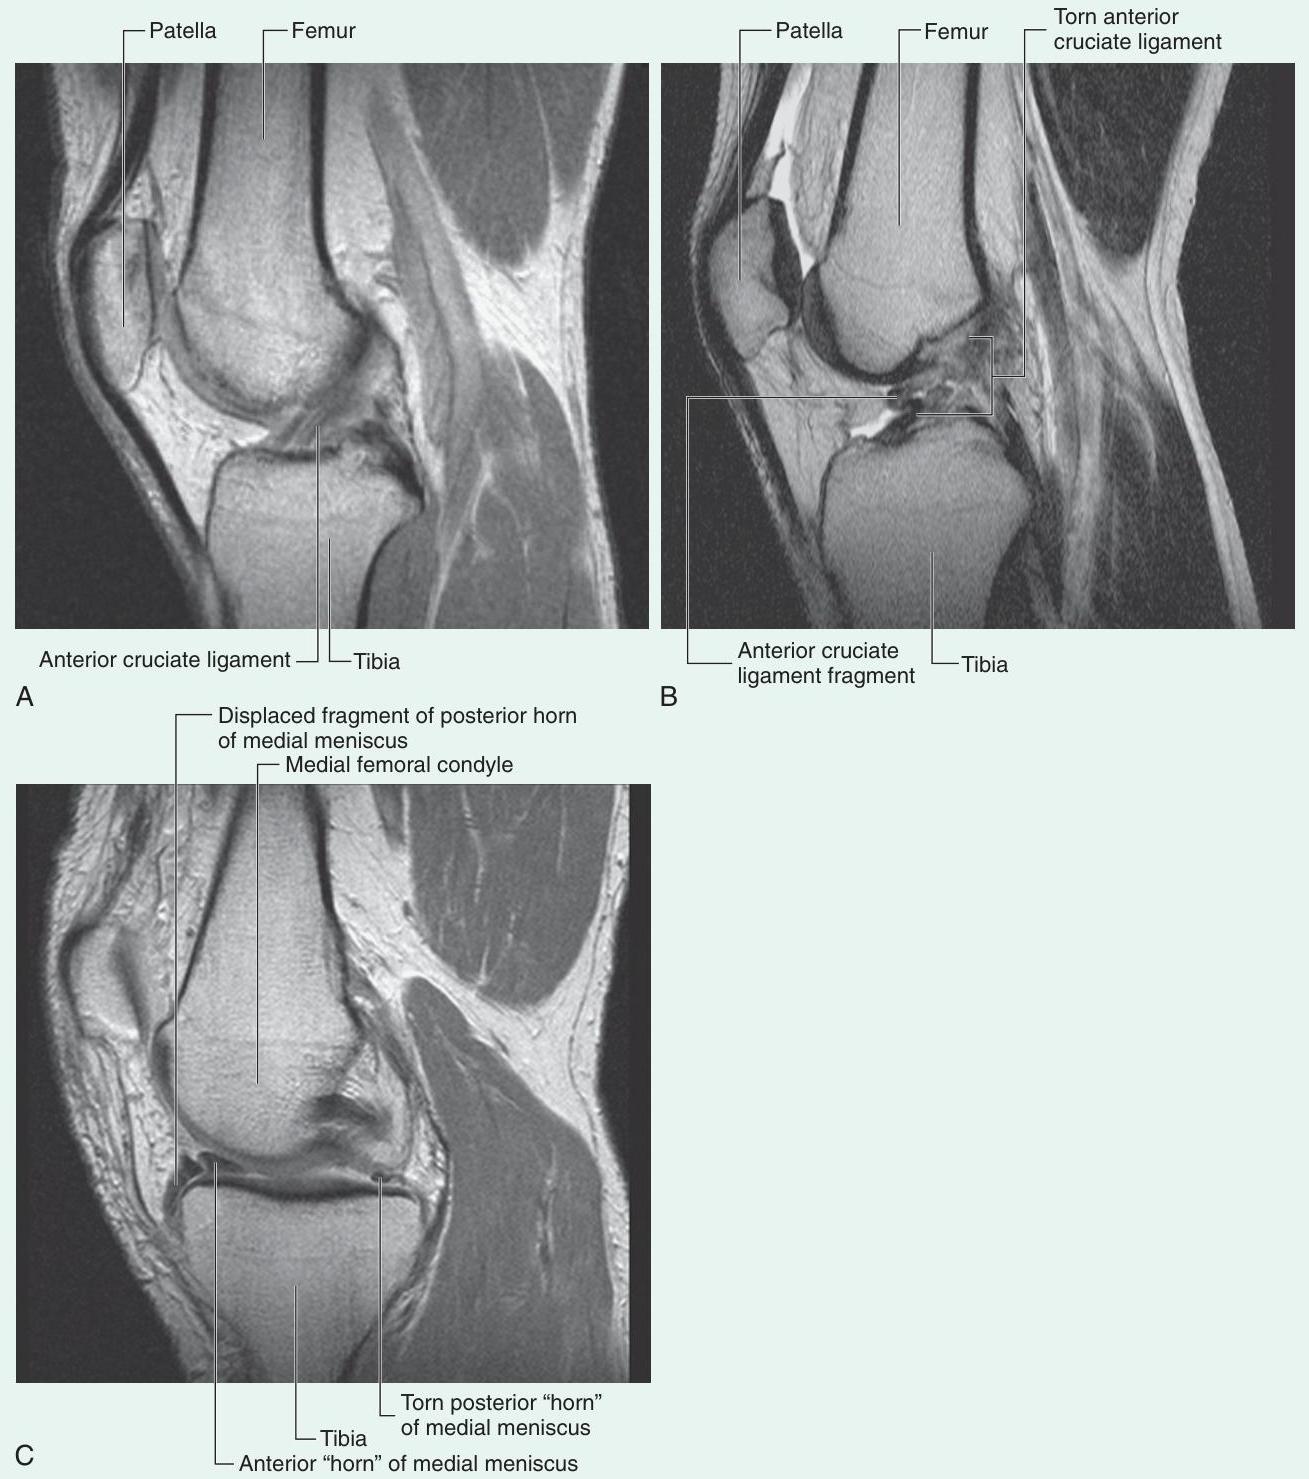 Patella
Femur
Anterior cruciate ligament
Tibia
A
Patella
Femur
Torn anterior
cruciate ligament
Anterior cruciate
ligament fragment
Tibia
B
Displaced fragment of posterior horn
of medial meniscus
Medial femoral condyle
Torn posterior “horn”
of medial meniscus
Tibia
Anterior “horn” of medial meniscus
C